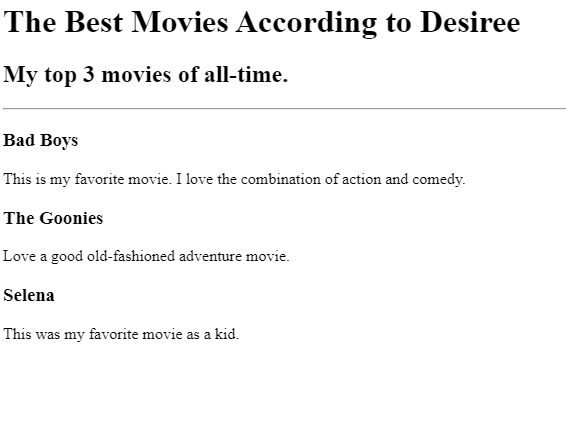 The Best Movies According to Desiree
My top 3 movies of all-time.
Bad Boys
This is my favorite movie. I love the combination of action and comedy.
The Goonies
Love a good old-fashioned adventure movie.
Selena
This was my favorite movie as a kid.